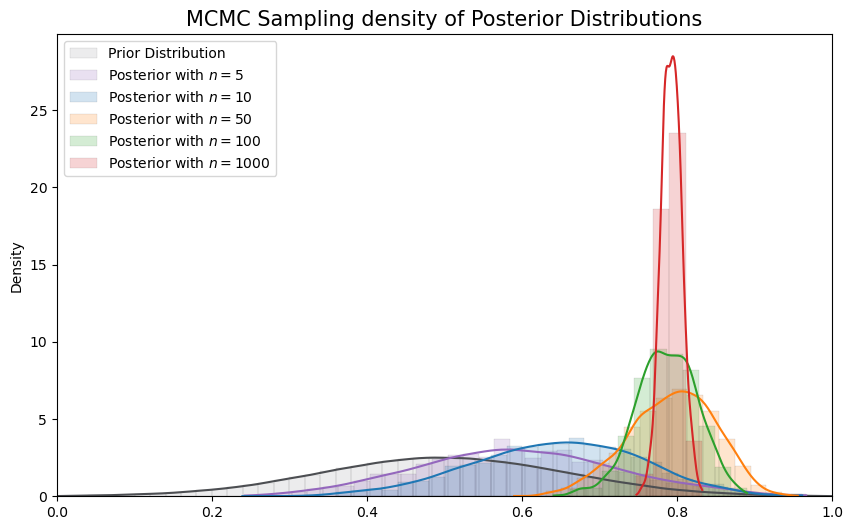 MCMC Sampling density of Posterior Distributions
Prior Distribution
Posterior with n = 5
Posterior with n = 10
Posterior with n = 50
Posterior with n = 100
Posterior with n = 1000
Density
25
20
15
10
5
0
0.0 0.2 0.4 0.6 0.8 1.0